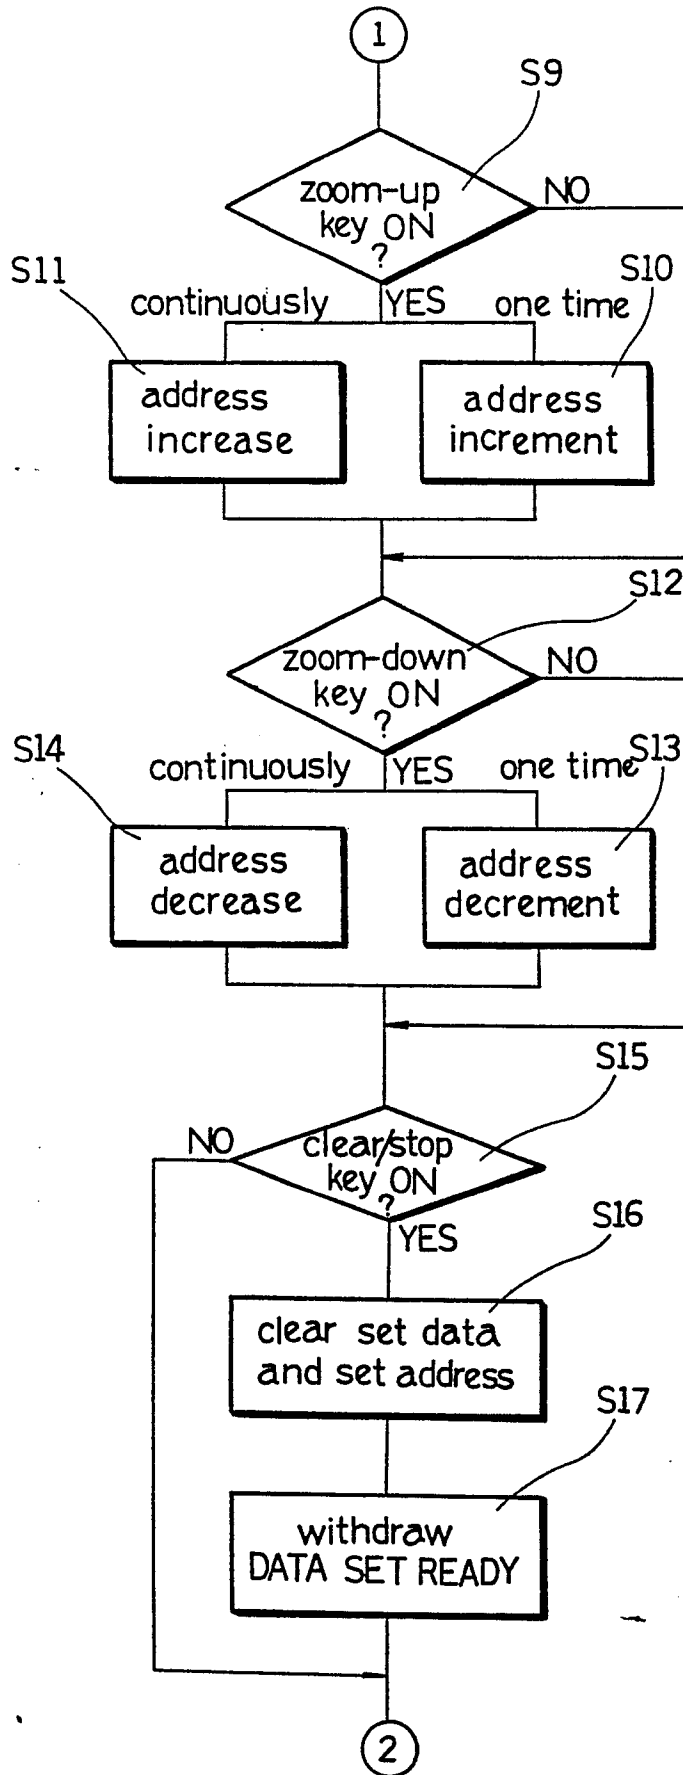 1
S9
zoom-up
key ON
?
NO
S11
continuously
YES
one time
S10
address
increase
address
increment
S12
zoom-down
key ON
?
NO
S14
continuously
YES
one time
S13
address
decrease
address
decrement
S15
NO
clear/stop
key ON
?
YES
S16
clear set data
and set address
S17
withdraw
DATA SET READY
2